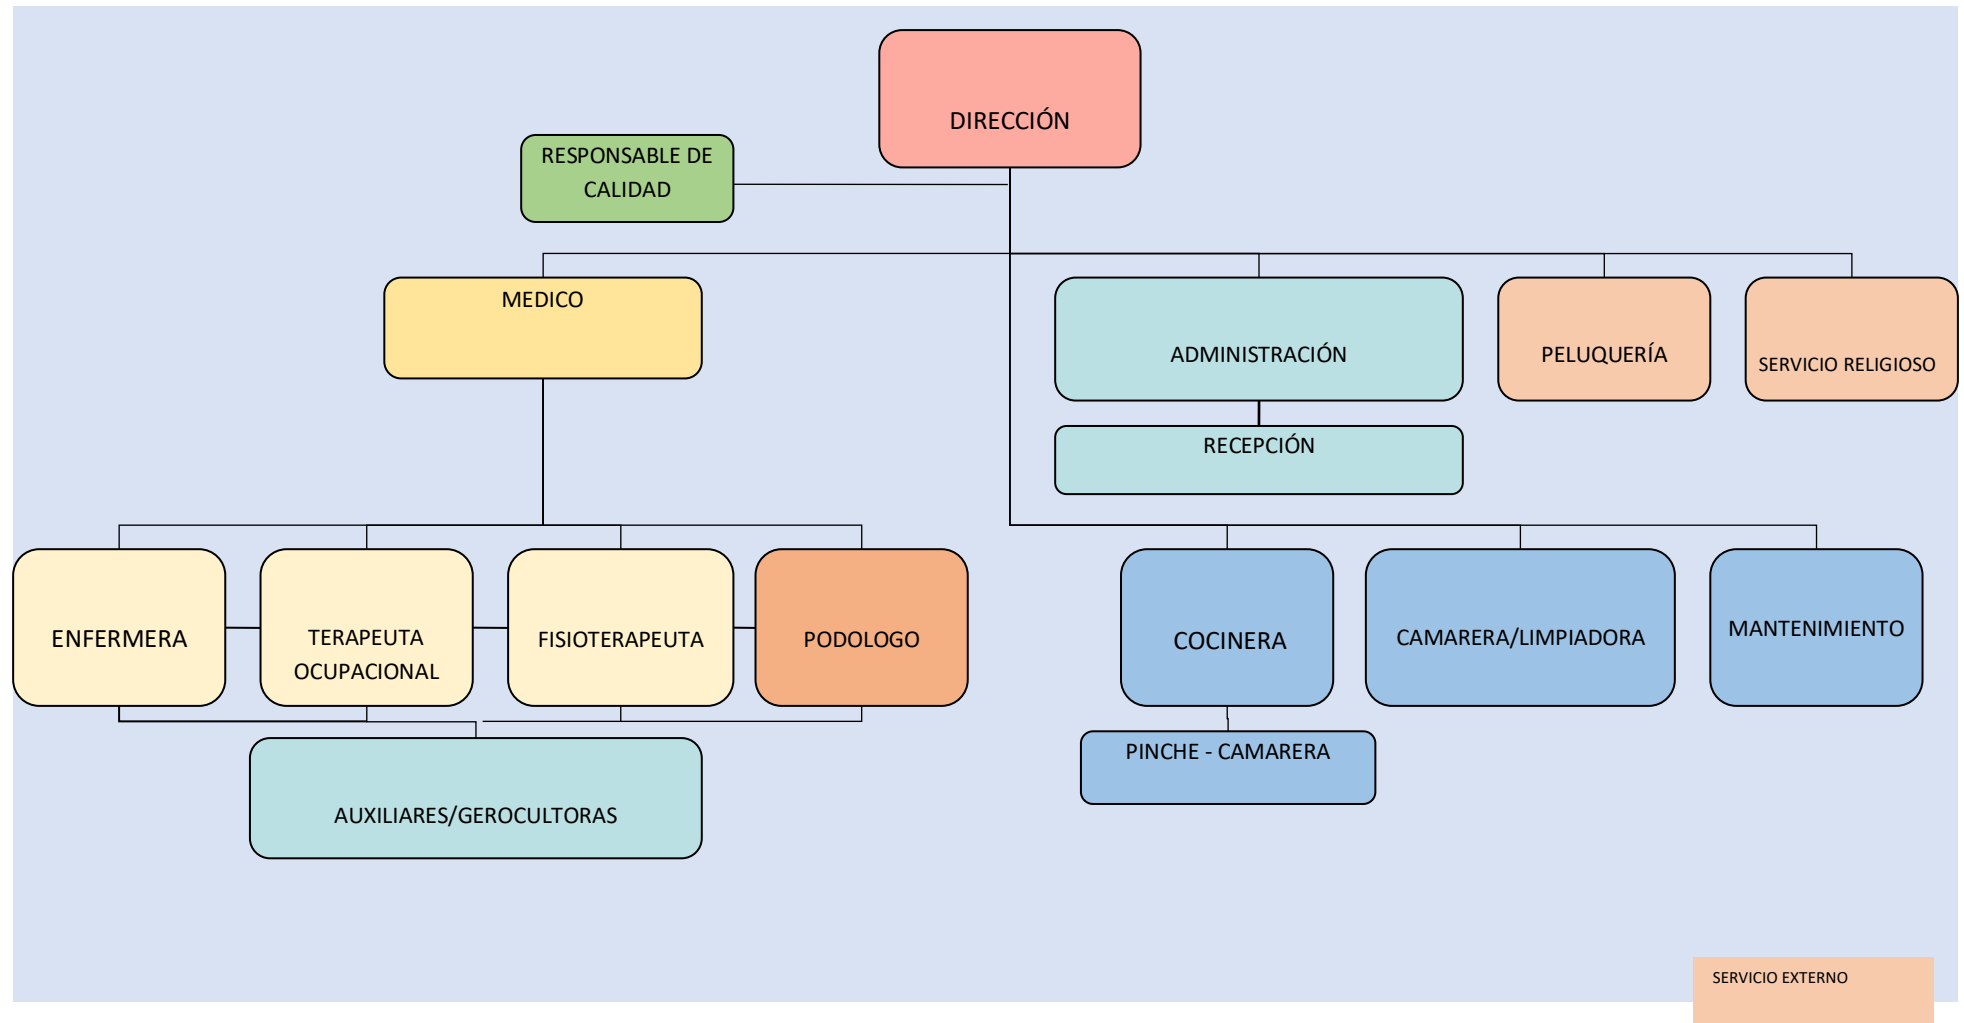 DIRECCIÓN
RESPONSABLE DE
CALIDAD
MEDICO
ADMINISTRACIÓN
PELUQUERÍA
SERVICIO RELIGIOSO
RECEPCIÓN
ENFERMERA
TERAPEUTA
OCUPACIONAL
FISIOTERAPEUTA
PODOLOGO
COCINERA
CAMARERA/LIMPIADORA
MANTENIMIENTO
PINCHE - CAMARERA
AUXILIARES/GEROCULTORAS
SERVICIO EXTERNO